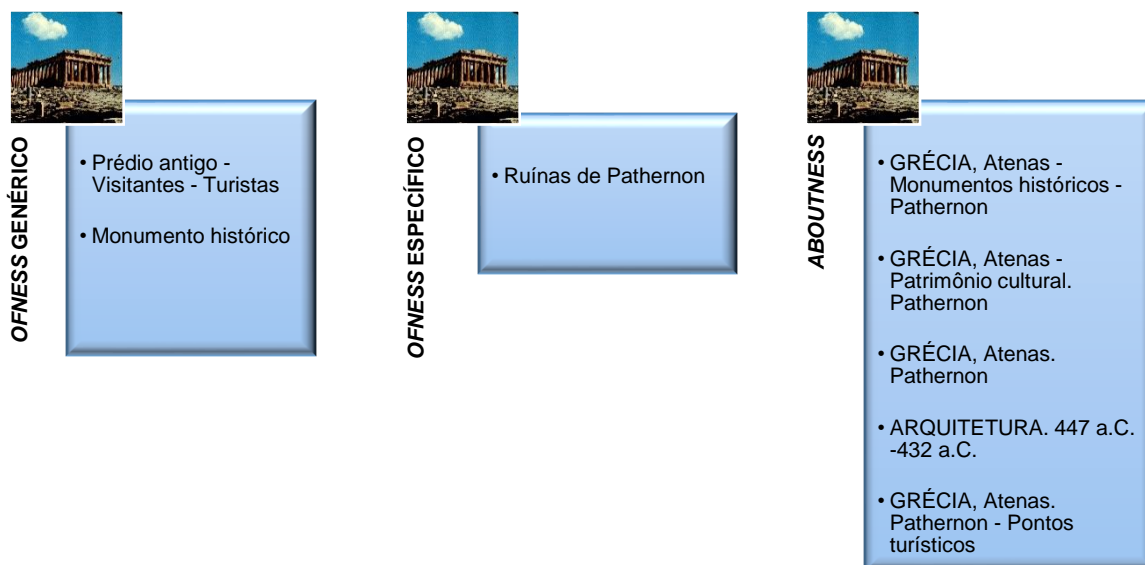 OFNESS GENÉRICO
• Prédio antigo -
Visitantes - Turistas
• Monumento histórico
OFNESS ESPECÍFICO
• Ruínas de Pathernon
ABOUTNESS
• GRÉCIA, Atenas -
Monumentos históricos -
Pathernon
• GRÉCIA, Atenas -
Patrimônio cultural.
Pathernon
• GRÉCIA, Atenas.
Pathernon
• ARQUITETURA. 447 a.C.
-432 a.C.
• GRÉCIA, Atenas.
Pathernon - Pontos
turísticos